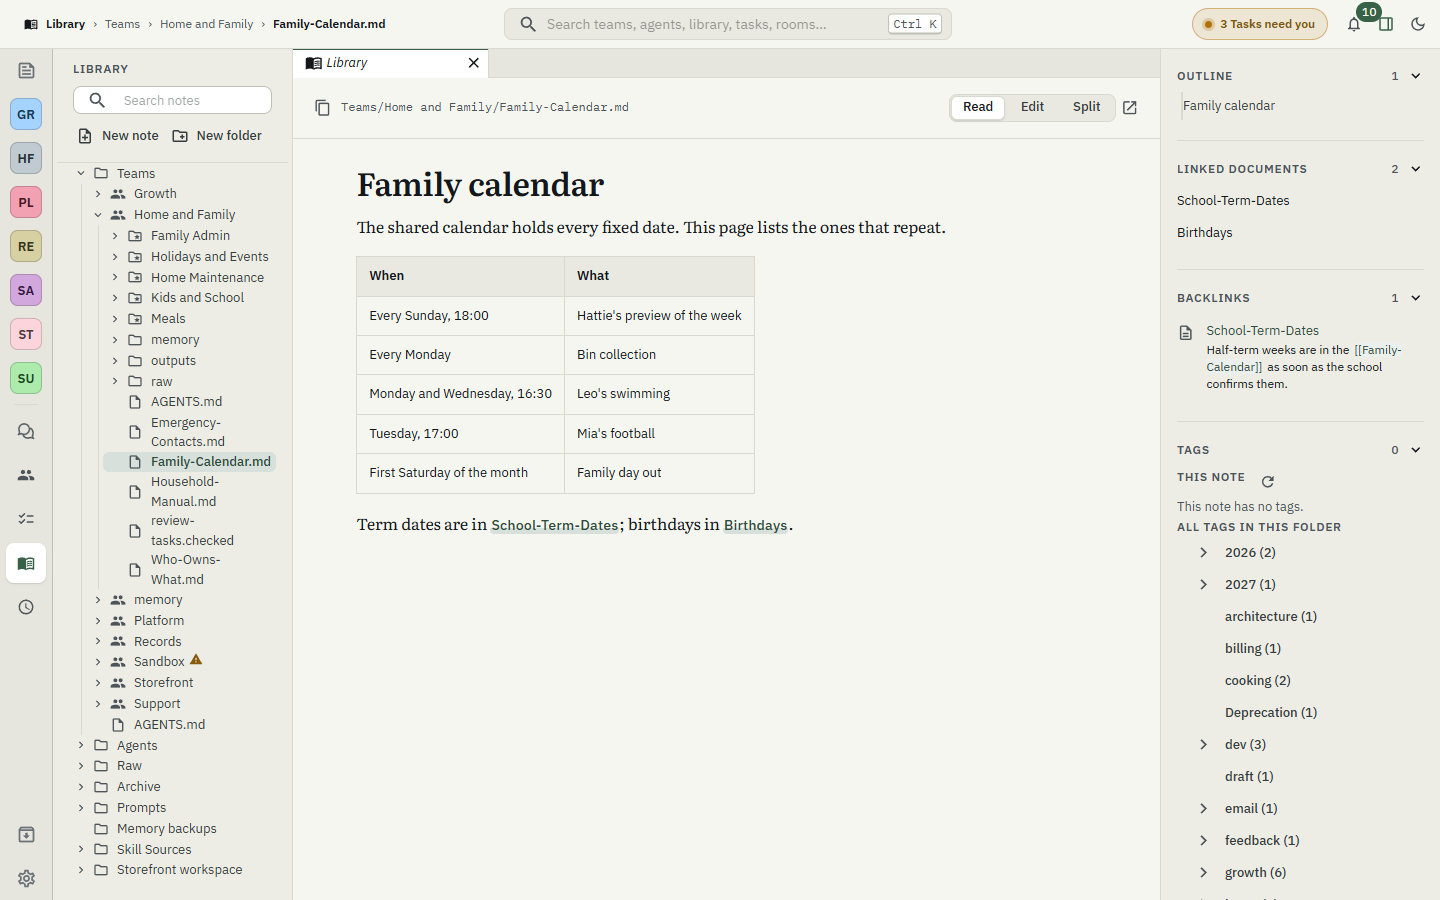 Library › Teams › Home and Family › Family-Calendar.md
Search teams, agents, library, tasks, rooms...
Ctrl K
3 Tasks need you
10
GR
HF
PL
RE
SA
ST
SU
LIBRARY
Search notes
New note
New folder
Teams
Growth
Home and Family
Family Admin
Holidays and Events
Home Maintenance
Kids and School
Meals
memory
outputs
raw
AGENTS.md
Emergency-
Contacts.md
Family-Calendar.md
Household-
Manual.md
review-
tasks.checked
Who-Owns-
What.md
memory
Platform
Records
Sandbox
Storefront
Support
AGENTS.md
Agents
Raw
Archive
Prompts
Memory backups
Skill Sources
Storefront workspace
Library
Teams/Home and Family/Family-Calendar.md
Read
Edit
Split
Family calendar
The shared calendar holds every fixed date. This page lists the ones that repeat.
When What
Every Sunday, 18:00 Hattie's preview of the week
Every Monday Bin collection
Monday and Wednesday, 16:30 Leo's swimming
Tuesday, 17:00 Mia's football
First Saturday of the month Family day out
Term dates are in School-Term-Dates; birthdays in Birthdays.
OUTLINE 1
Family calendar
LINKED DOCUMENTS 2
School-Term-Dates
Birthdays
BACKLINKS 1
School-Term-Dates
Half-term weeks are in the [[Family-
Calendar]] as soon as the school
confirms them.
TAGS 0
THIS NOTE
This note has no tags.
ALL TAGS IN THIS FOLDER
2026 (2)
2027 (1)
architecture (1)
billing (1)
cooking (2)
Deprecation (1)
dev (3)
draft (1)
email (1)
feedback (1)
growth (6)